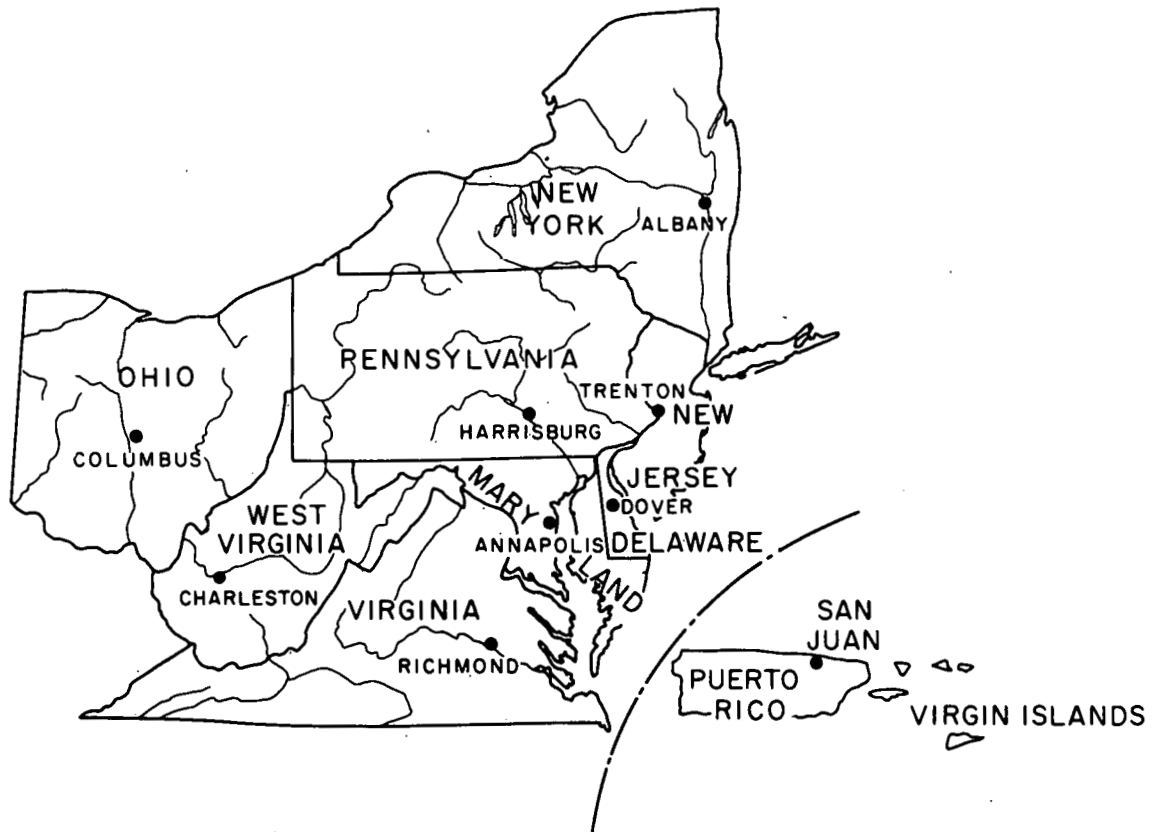 NEW
YORK
ALBANY
PENNSYLVANIA
OHIO
TRENTON
NEW
JERSEY
HARRISBURG
COLUMBUS
MARY
LAND
DOVER
WEST
VIRGINIA
ANNAPOLIS
DELAWARE
CHARLESTON
VIRGINIA
RICHMOND
SAN
JUAN
PUERTO
RICO
VIRGIN ISLANDS